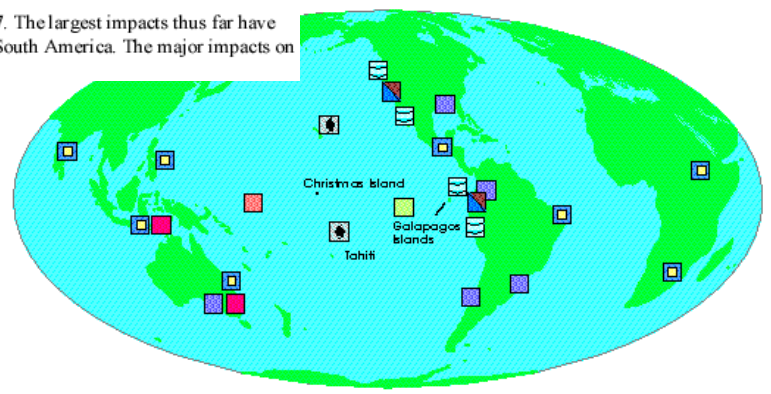 7. The largest impacts thus far have
South America. The major impacts on
Christmas Island
Galapagos
Islands
Tahiti